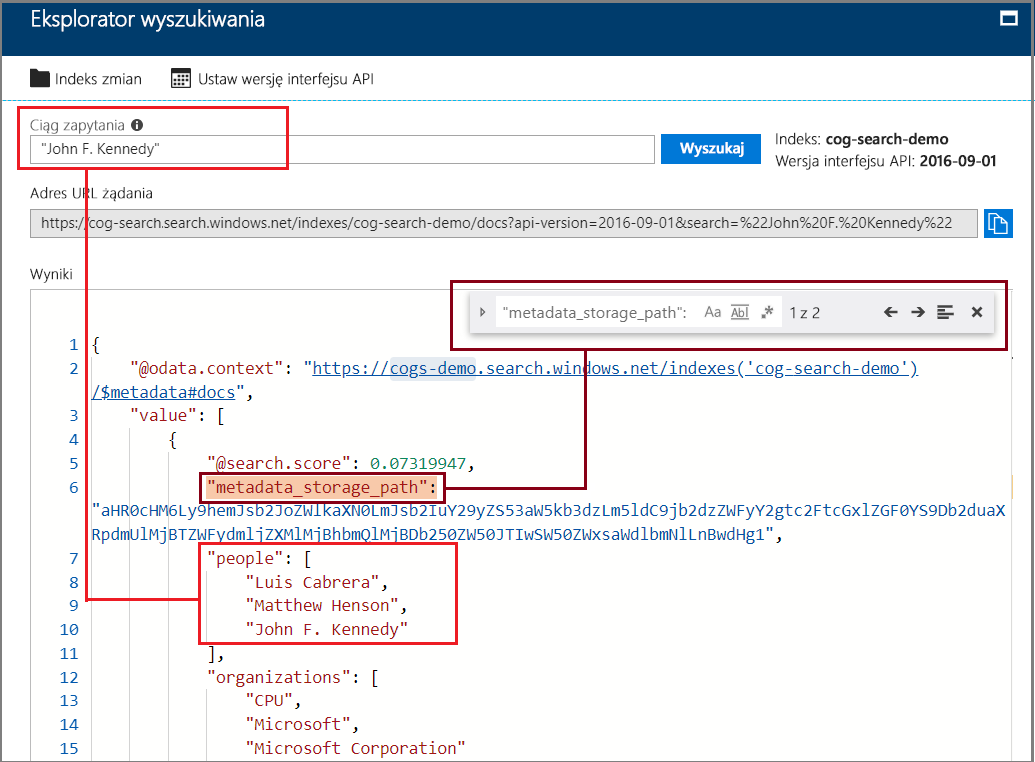 Eksplorator wyszukiwania
Indeks zmian
Ustaw wersję interfejsu API
Ciąg zapytania
"John F. Kennedy"
Wyszukaj
Indeks: cog-search-demo
Wersja interfejsu API: 2016-09-01
Adres URL żądania
https://cog-search.search.windows.net/indexes/cog-search-demo/docs?api-version=2016-09-01&search=%22John%20F.%20Kennedy%22
Wyniki
"metadata_storage_path": Aa Abl .* 1 z 2
1 {
2 "@odata.context": "https://cogs-demo.search.windows.net/indexes('cog-search-demo')
/$metadata#docs",
3 "value": [
4 {
5 "@search.score": 0.07319947,
6 "metadata_storage_path":
"aHR0cHM6Ly9hemJsb2JoZWlkaXN0LmJsb2IuY29yZS53aW5kb3dzLm5ldC9jb2dzZWFyY2gtc2FtcGxlZGF0YS9Db2duaX
RpdmUlMjBTZWFydmljZXMlMjBhbmQlMjBDb250ZW50JTIwSW50ZWxsaWdlbmNlLnBwdHg1",
7 "people": [
8 "Luis Cabrera",
9 "Matthew Henson",
10 "John F. Kennedy"
11 ],
12 "organizations": [
13 "CPU",
14 "Microsoft",
15 "Microsoft Corporation"